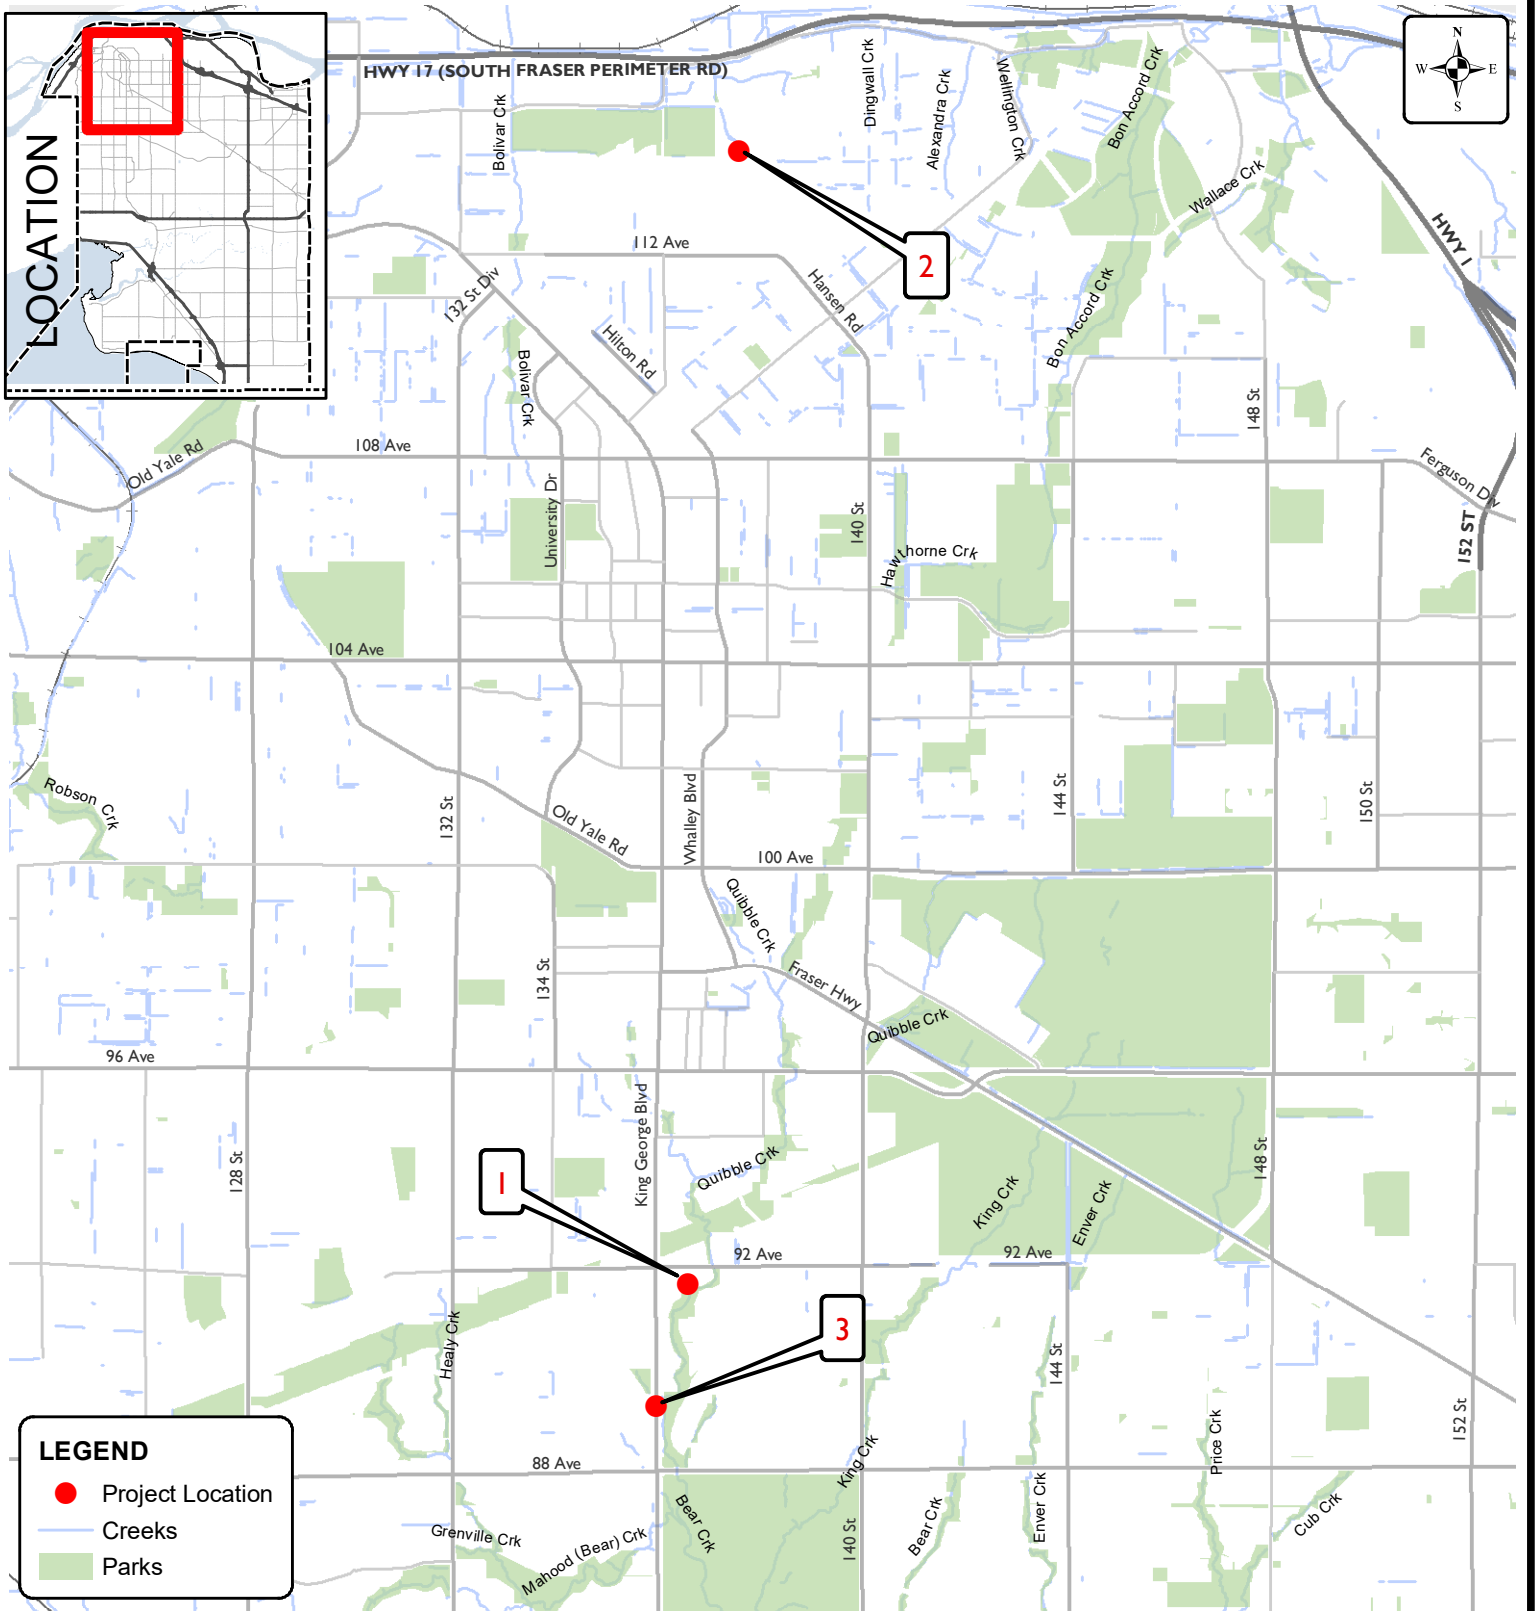 LOCATION
HWY 17 (SOUTH FRASER PERIMETER RD)
N
W E
S
Bolivar Crk
Dingwall Crk
Alexandra Crk
Wellington Crk
Bon Accord Crk
Wallace Crk
HWY 1
112 Ave
2
132 St Div
Hansen Rd
Hilton Rd
Bon Accord Crk
Bolivar Crk
148 St
108 Ave
Old Yale Rd
Ferguson Div
University Dr
140 St
152 ST
Hawthorne Crk
104 Ave
Robson Crk
132 St
Old Yale Rd
Whalley Blvd
144 St
150 St
100 Ave
Quibble Crk
134 St
Fraser Hwy
Quibble Crk
96 Ave
King George Blvd
128 St
148 St
1
Quibble Crk
King Crk
Enver Crk
92 Ave
92 Ave
3
Healy Crk
144 St
152 St
Price Crk
King Crk
88 Ave
LEGEND
Project Location
Creeks
Parks
Grenville Crk
Mahood (Bear) Crk
Bear Crk
140 St
Bear Crk
Enver Crk
Cub Crk